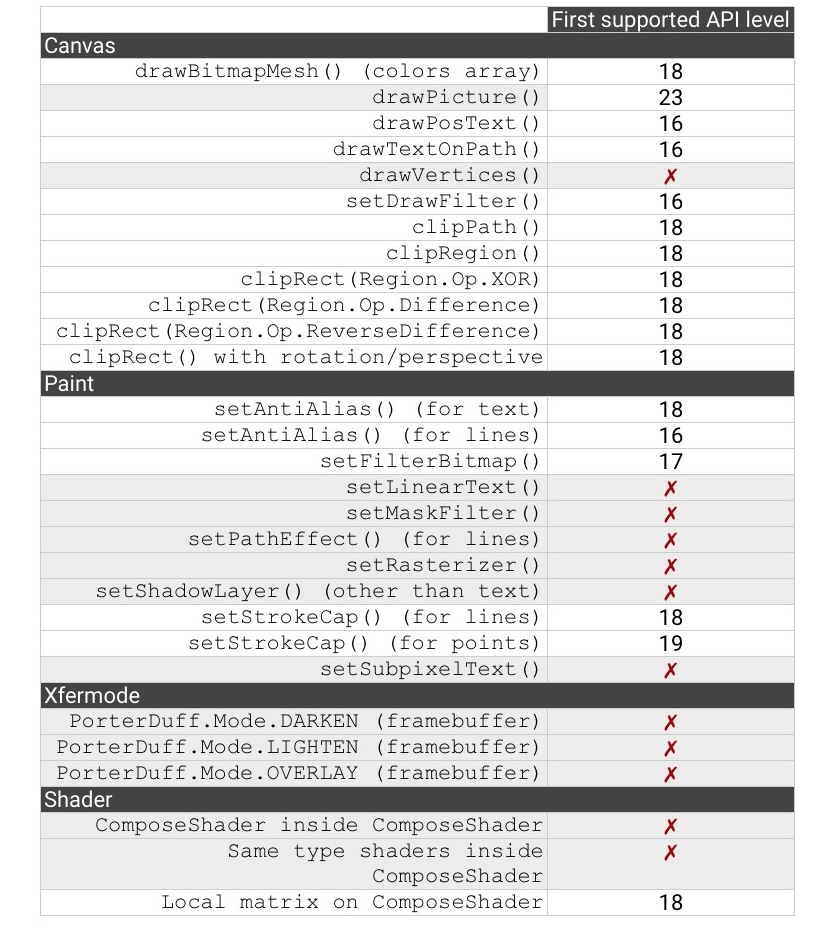 First supported API level
Canvas
drawBitmapMesh() (colors array) 18
drawPicture() 23
drawPosText() 16
drawTextOnPath() 16
drawVertices() ✗
setDrawFilter() 16
clipPath() 18
clipRegion() 18
clipRect(Region.Op.XOR) 18
clipRect(Region.Op.Difference) 18
clipRect(Region.Op.ReverseDifference) 18
clipRect() with rotation/perspective 18
Paint
setAntiAlias() (for text) 18
setAntiAlias() (for lines) 16
setFilterBitmap() 17
setLinearText() ✗
setMaskFilter() ✗
setPathEffect() (for lines) ✗
setRasterizer() ✗
setShadowLayer() (other than text) ✗
setStrokeCap() (for lines) 18
setStrokeCap() (for points) 19
setSubpixelText() ✗
Xfermode
PorterDuff.Mode.DARKEN (framebuffer) ✗
PorterDuff.Mode.LIGHTEN (framebuffer) ✗
PorterDuff.Mode.OVERLAY (framebuffer) ✗
Shader
ComposeShader inside ComposeShader ✗
Same type shaders inside ✗
ComposeShader
Local matrix on ComposeShader 18